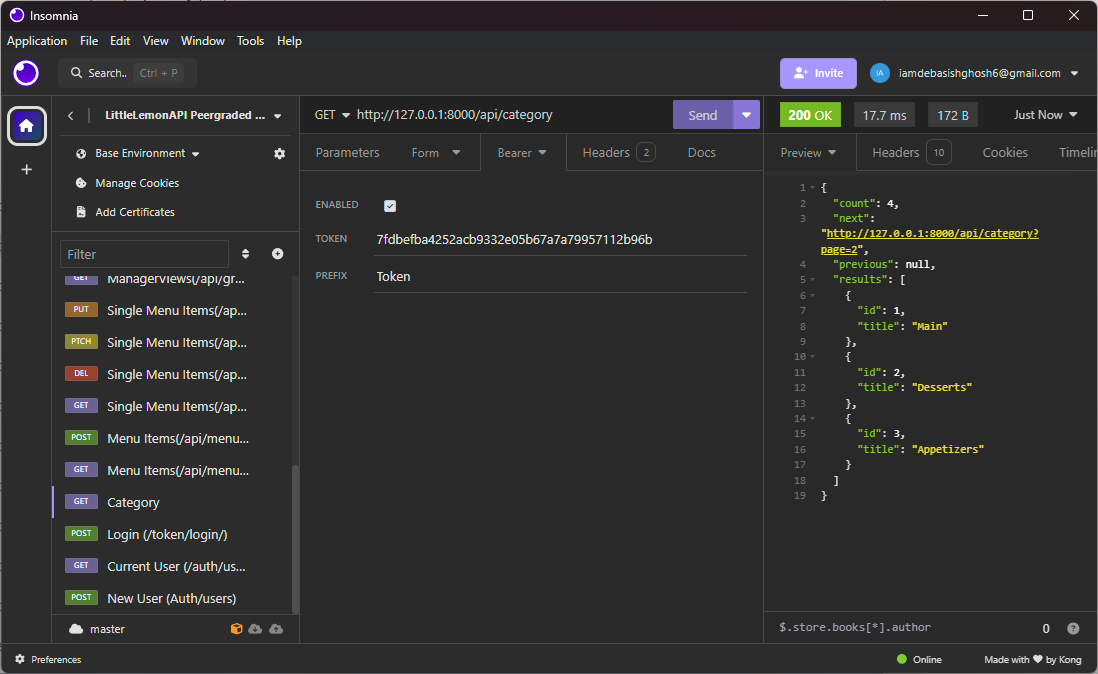 Insomnia
Application File Edit View Window Tools Help
Search.. Ctrl + P
Invite
IA
iamdebasishghosh6@gmail.com
LittleLemonAPI Peergraded ...
Base Environment
Manage Cookies
Add Certificates
Filter
GET ManagerViews(/api/gr...
PUT Single Menu Items(/ap...
PTCH Single Menu Items(/ap...
DEL Single Menu Items(/ap...
GET Single Menu Items(/ap...
POST Menu Items(/api/menu...
GET Menu Items(/api/menu...
GET Category
POST Login (/token/login/)
GET Current User (/auth/us...
POST New User (Auth/users)
master
GET http://127.0.0.1:8000/api/category
Send
Parameters Form Bearer Headers 2 Docs
ENABLED
TOKEN 7fdbefba4252acb9332e05b67a7a79957112b96b
PREFIX Token
200 OK 17.7 ms 172 B Just Now
Preview Headers 10 Cookies Timelin
1 {
2 "count": 4,
3 "next":
"http://127.0.0.1:8000/api/category?
page=2",
4 "previous": null,
5 "results": [
6 {
7 "id": 1,
8 "title": "Main"
9 },
10 {
11 "id": 2,
12 "title": "Desserts"
13 },
14 {
15 "id": 3,
16 "title": "Appetizers"
17 }
18 ]
19 }
$.store.books[*].author 0 ?
Preferences
Online
Made with ♥ by Kong